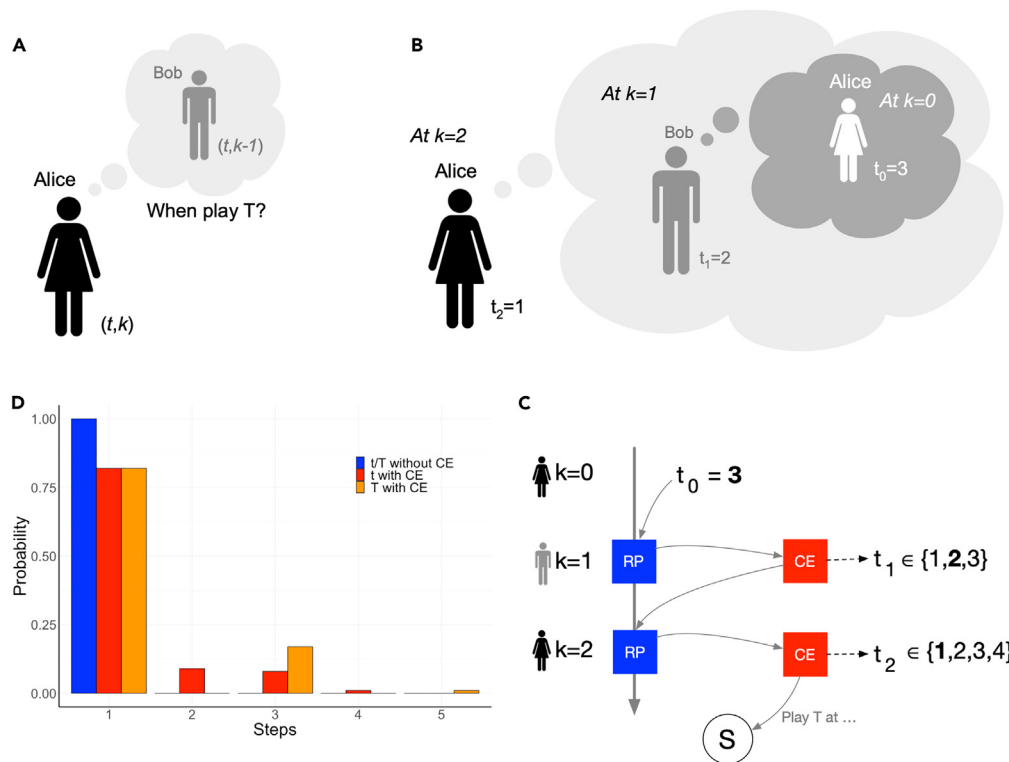 A
Bob
(t,k-1)
Alice
When play T?
(t,k)
B
At k=2
Alice
t₂=1
At k=1
Bob
t₁=2
Alice
At k=0
t₀=3
D
1.00
0.75
0.50
0.25
0.00
Probability
t/T without CE
t with CE
T with CE
1 2 3 4 5
Steps
C
k=0
t₀ = 3
k=1
RP
CE
t₁ ∈ {1,2,3}
k=2
RP
CE
t₂ ∈ {1,2,3,4}
Play T at ...
S